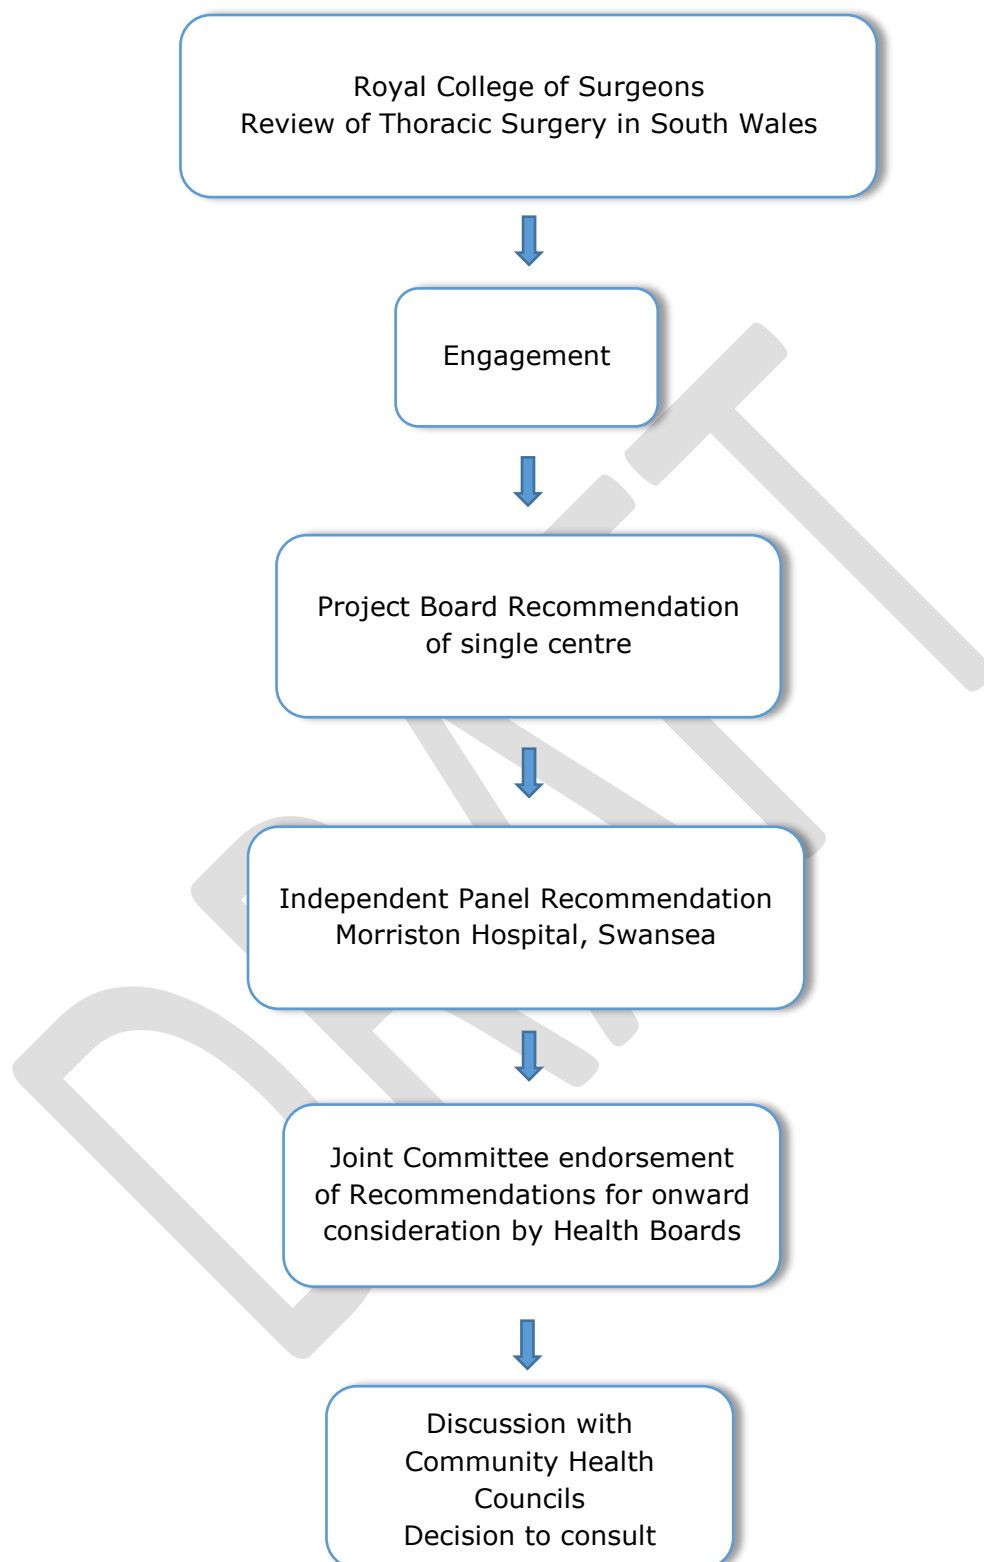 Royal College of Surgeons
Review of Thoracic Surgery in South Wales
Engagement
Project Board Recommendation
of single centre
Independent Panel Recommendation
Morriston Hospital, Swansea
Joint Committee endorsement
of Recommendations for onward
consideration by Health Boards
Discussion with
Community Health
Councils
Decision to consult
DRAFT